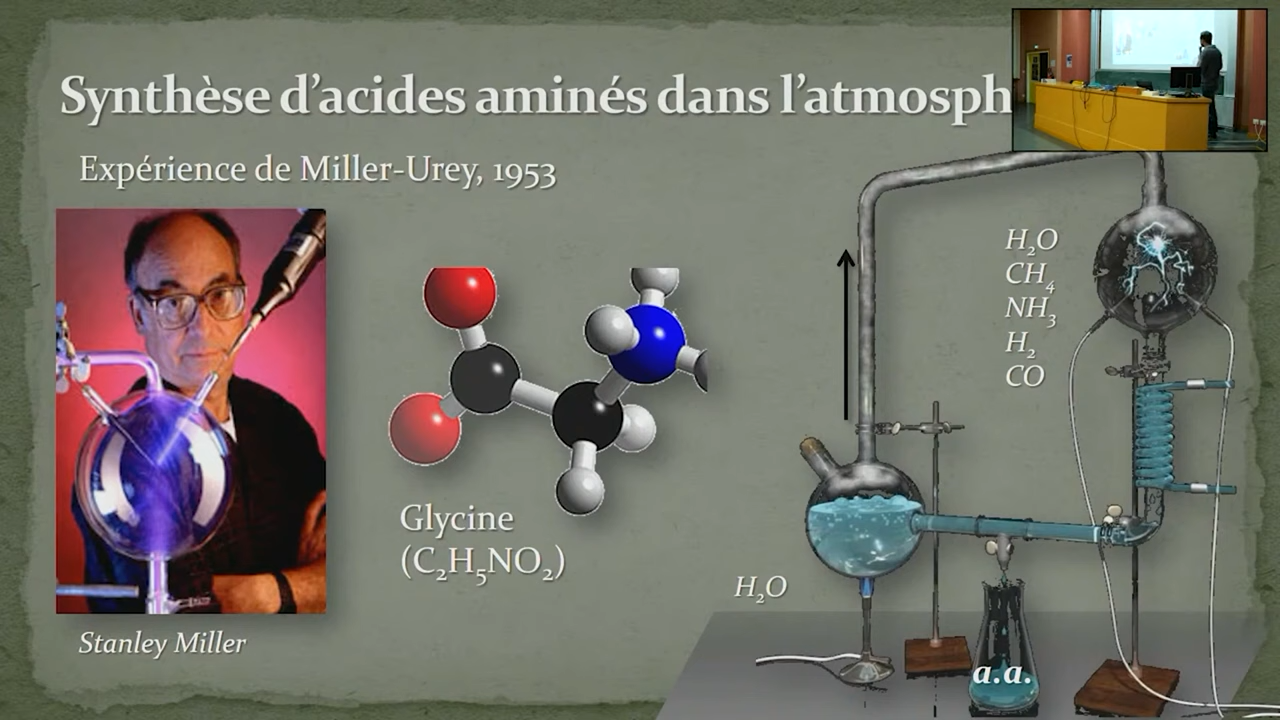 Synthèse d'acides aminés dans l'atmosph
Expérience de Miller-Urey, 1953
H₂O
CH₄
NH₃
H₂
CO
Glycine
(C₂H₅NO₂)
H₂O
Stanley Miller
a.a.